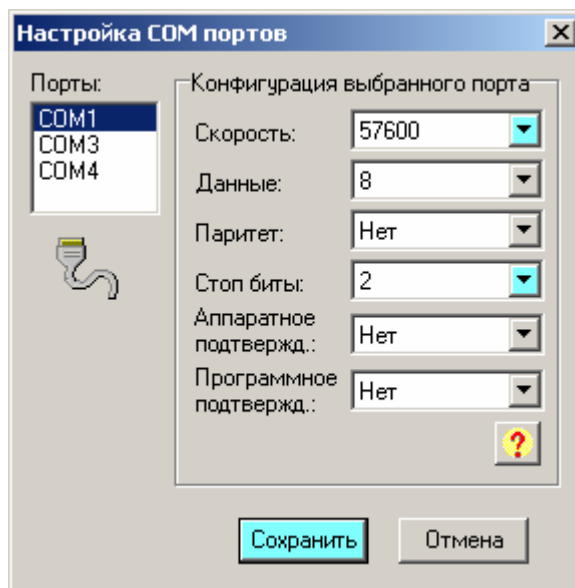 Настройка COM портов
Порты:
COM1
COM3
COM4
Конфигурация выбранного порта
Скорость: 57600
Данные: 8
Паритет: Нет
Стоп биты: 2
Аппаратное
подтвержд.: Нет
Программное
подтвержд.: Нет
?
Сохранить Отмена